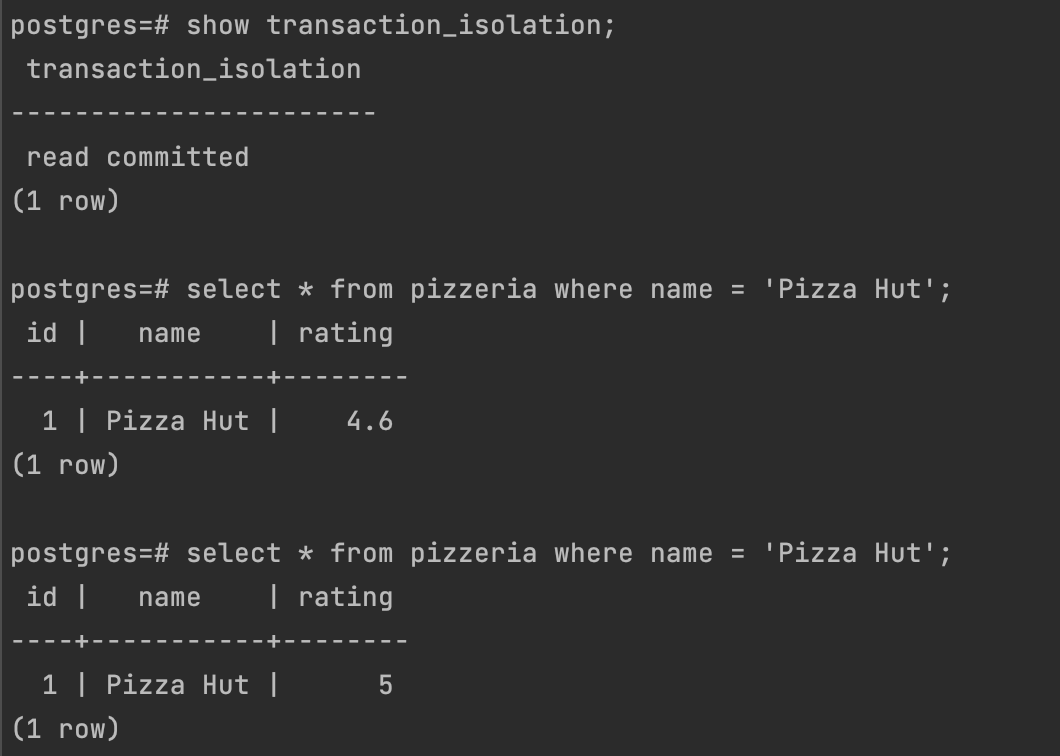 postgres=# show transaction_isolation;
 transaction_isolation
-----------------------
 read committed
(1 row)

postgres=# select * from pizzeria where name = 'Pizza Hut';
 id |   name    | rating
----+-----------+--------
  1 | Pizza Hut |    4.6
(1 row)

postgres=# select * from pizzeria where name = 'Pizza Hut';
 id |   name    | rating
----+-----------+--------
  1 | Pizza Hut |      5
(1 row)